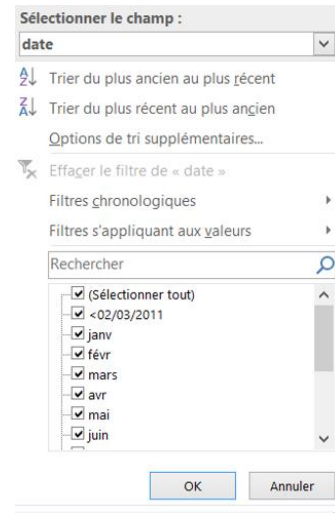 Sélectionner le champ :
date
Trier du plus ancien au plus récent
Trier du plus récent au plus ancien
Options de tri supplémentaires...
Effacer le filtre de « date »
Filtres chronologiques
Filtres s'appliquant aux valeurs
Rechercher
(Sélectionner tout)
<02/03/2011
janv
févr
mars
avr
mai
juin
OK Annuler